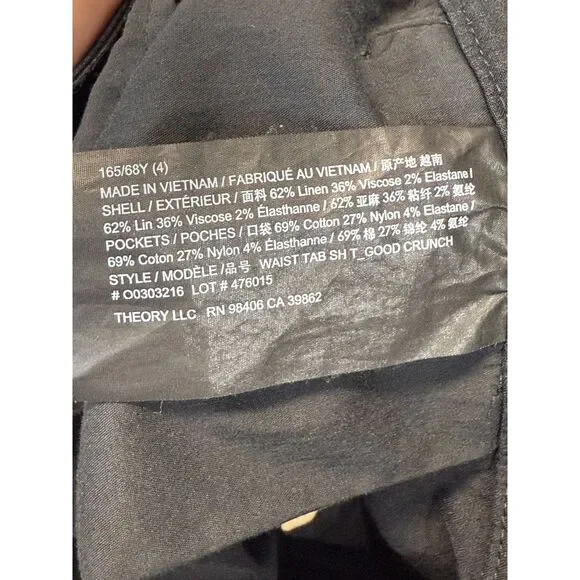 165/68Y (4)
MADE IN VIETNAM / FABRIQUÉ AU VIETNAM / 原产地 越南
SHELL / EXTÉRIEUR / 面料 62% Linen 36% Viscose 2% Elastane /
62% Lin 36% Viscose 2% Élasthanne / 62% 亚麻 36% 粘纤 2% 氨纶
POCKETS / POCHES / 口袋 69% Cotton 27% Nylon 4% Elastane /
69% Coton 27% Nylon 4% Élasthanne / 69% 棉 27% 锦纶 4% 氨纶
STYLE / MODÈLE / 品号 WAIST TAB SH T_GOOD CRUNCH
# O0303216 LOT # 476015
THEORY LLC RN 98406 CA 39862